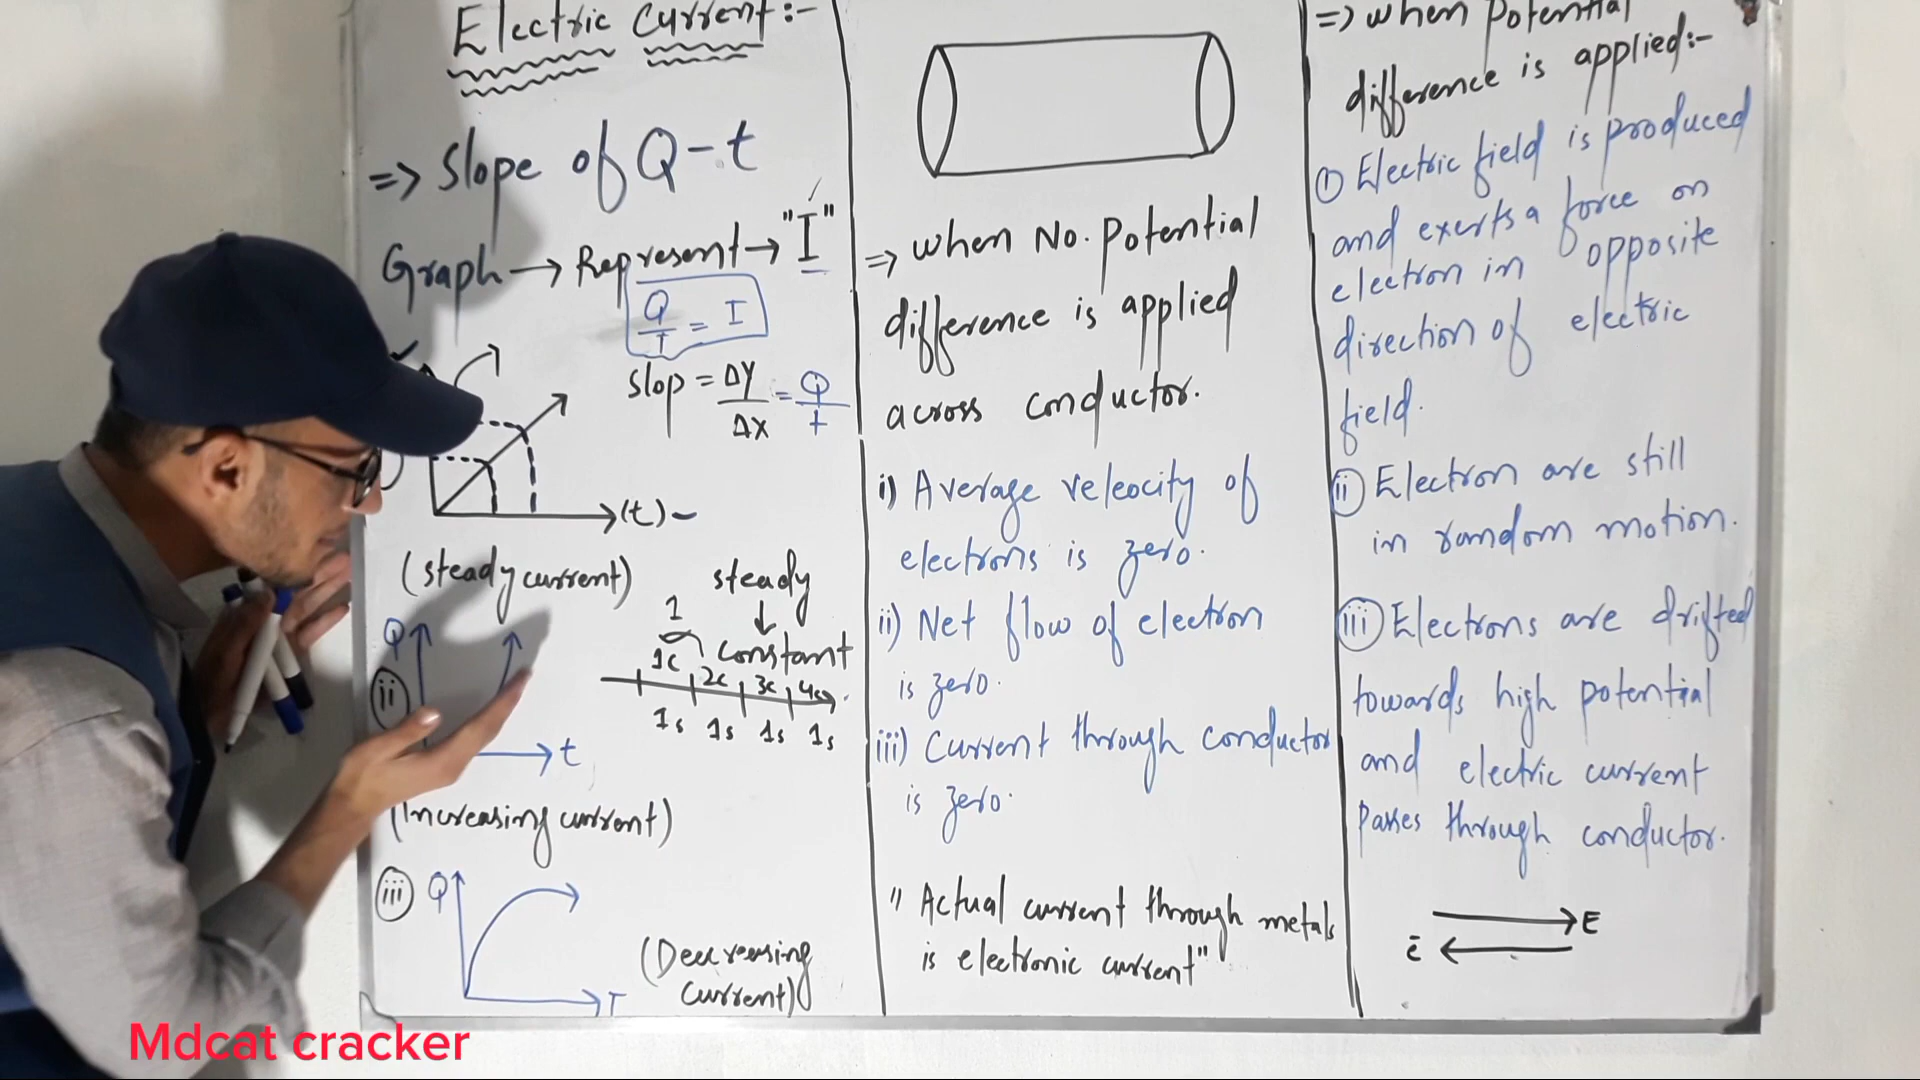 Electric Current:-
=> Slope of Q-t
Graph → Represent → "I"
Q/T = I
Slop = ΔY/ΔX = Q/t
(t)
(steady current)
steady
↓
constant
1
1c 2c 3c 4c
1s 1s 1s 1s
Q
(ii)
t
(Increasing current)
(iii) Q
T
(Deecreasing
current)
=> when No. Potential
difference is applied
across conductor.
i) Average veleocity of
electrons is zero.
ii) Net flow of electron
is zero.
iii) Current through conductor
is zero.
" Actual current through metals
is electronic current"
=> when Potential
difference is applied:-
(i) Electric field is produced
and exerts a force on
electron in opposite
direction of electric
field.
(ii) Electron are still
in random motion.
(iii) Electrons are drifted
towards high potential
and electric current
Passes through conductor.
E
ē
Mdcat cracker